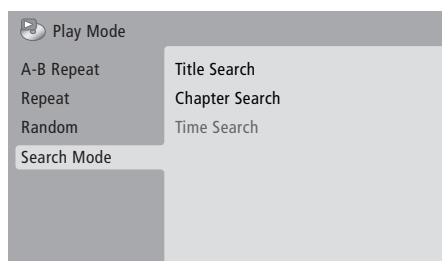 Play Mode
A-B Repeat
Repeat
Random
Search Mode
Title Search
Chapter Search
Time Search